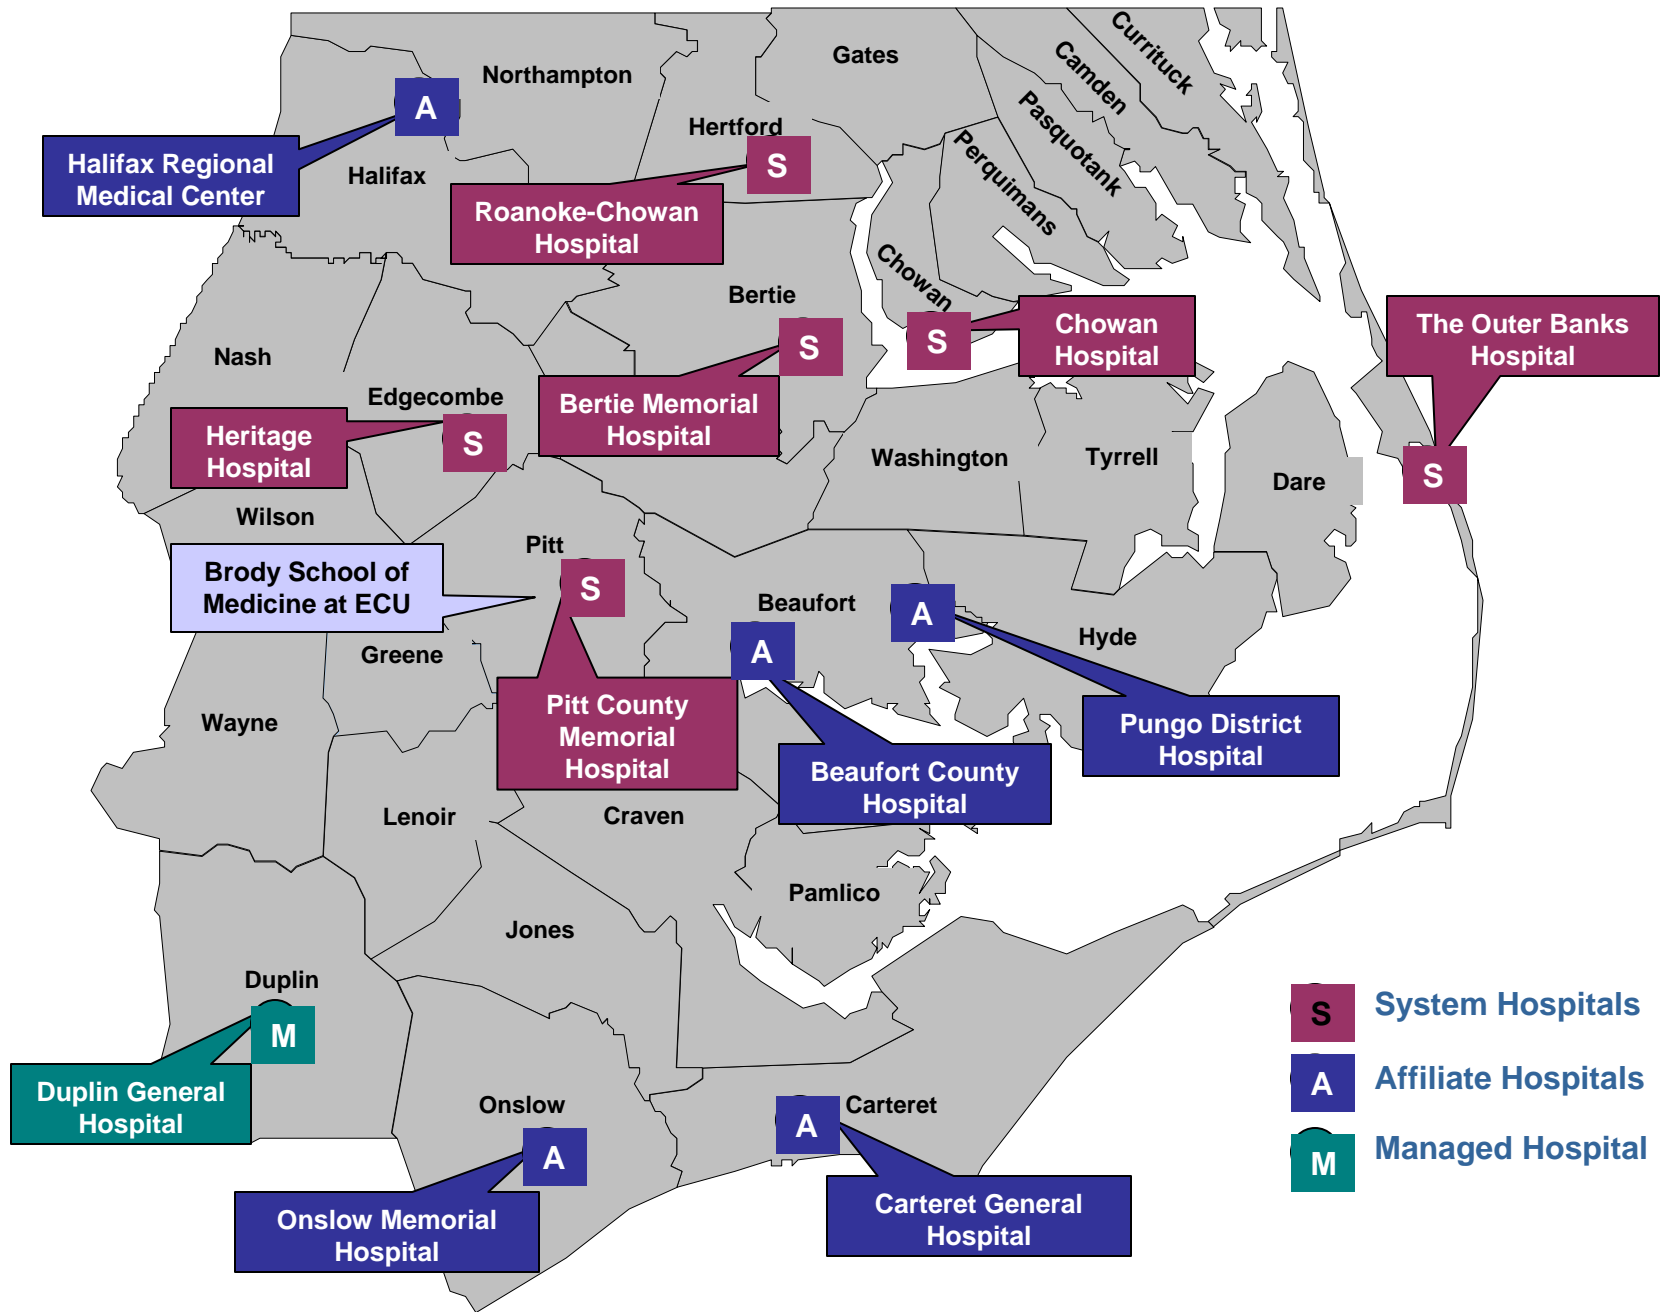 Currituck
Camden
Gates
Northampton
Pasquotank
A
Hertford
Perquimans
S
Halifax Regional
Medical Center
Halifax
Roanoke-Chowan
Hospital
Chowan
Bertie
S
S
Chowan
Hospital
The Outer Banks
Hospital
Nash
Edgecombe
Bertie Memorial
Hospital
Heritage
Hospital
S
Washington
Tyrrell
Dare
S
Wilson
Pitt
Brody School of
Medicine at ECU
S
Beaufort
A
A
Hyde
Greene
Wayne
Pitt County
Memorial
Hospital
Pungo District
Hospital
Beaufort County
Hospital
Lenoir
Craven
Pamlico
Jones
Duplin
M
Duplin General
Hospital
S
System Hospitals
A
Affiliate Hospitals
M
Managed Hospital
Onslow
A
Onslow Memorial
Hospital
A
Carteret
Carteret General
Hospital